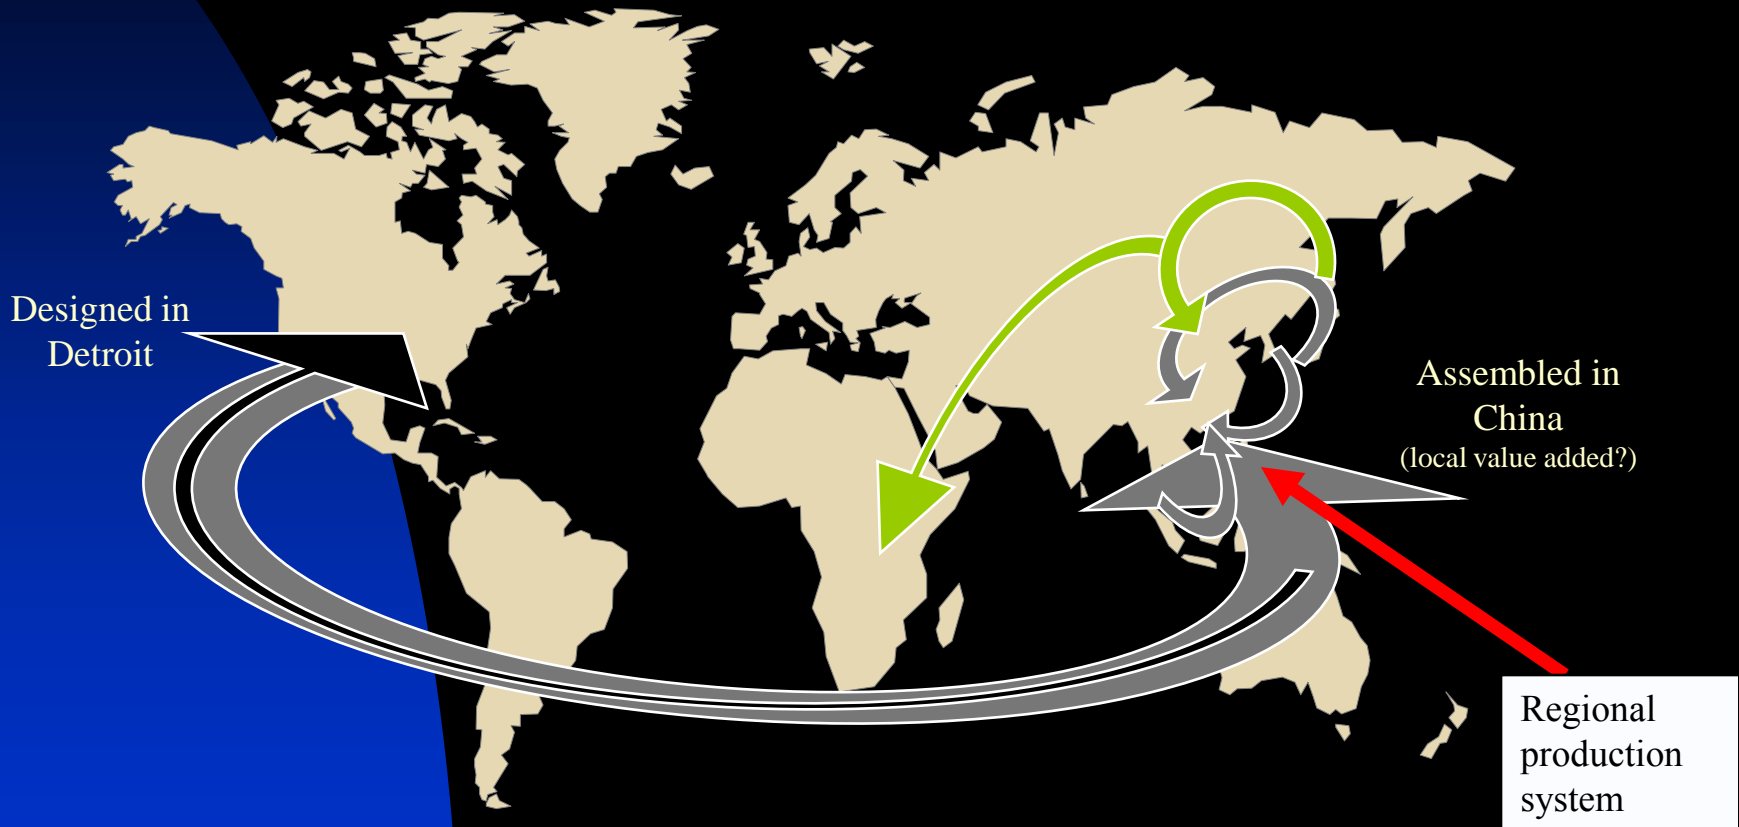 Designed in
Detroit
Assembled in
China
(local value added?)
Regional
production
system